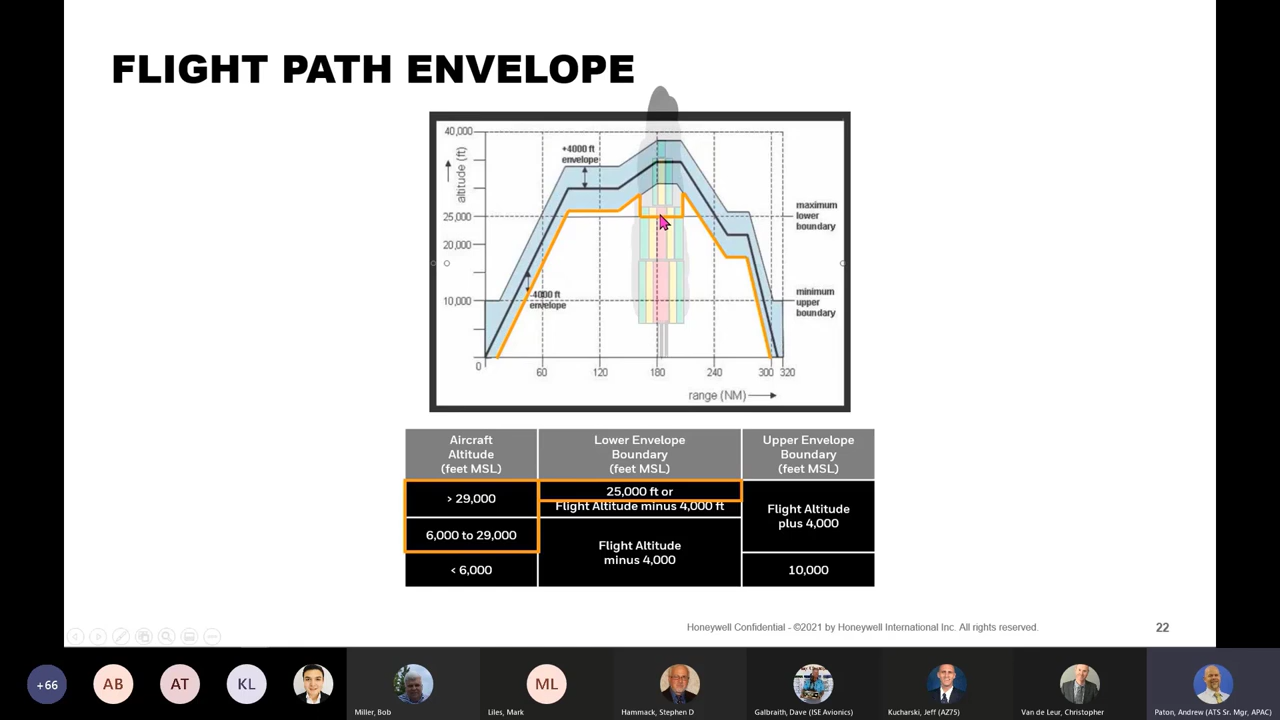 FLIGHT PATH ENVELOPE
40,000
+4000 ft
envelope
altitude (ft)
25,000
20,000
10,000
0
-4000 ft
envelope
maximum
lower
boundary
minimum
upper
boundary
60
120
180
240
300
320
range (NM)
Aircraft
Altitude
(feet MSL)
Lower Envelope
Boundary
(feet MSL)
Upper Envelope
Boundary
(feet MSL)
> 29,000
25,000 ft or
Flight Altitude minus 4,000 ft
Flight Altitude
plus 4,000
6,000 to 29,000
Flight Altitude
minus 4,000
< 6,000
10,000
Honeywell Confidential - ©2021 by Honeywell International Inc. All rights reserved.
22
+66
AB
AT
KL
ML
Miller, Bob
Liles, Mark
Hammack, Stephen D
Galbraith, Dave (ISE Avionics)
Kucharski, Jeff (AZ75)
Van de Leur, Christopher
Paton, Andrew (ATS Sr. Mgr, APAC)